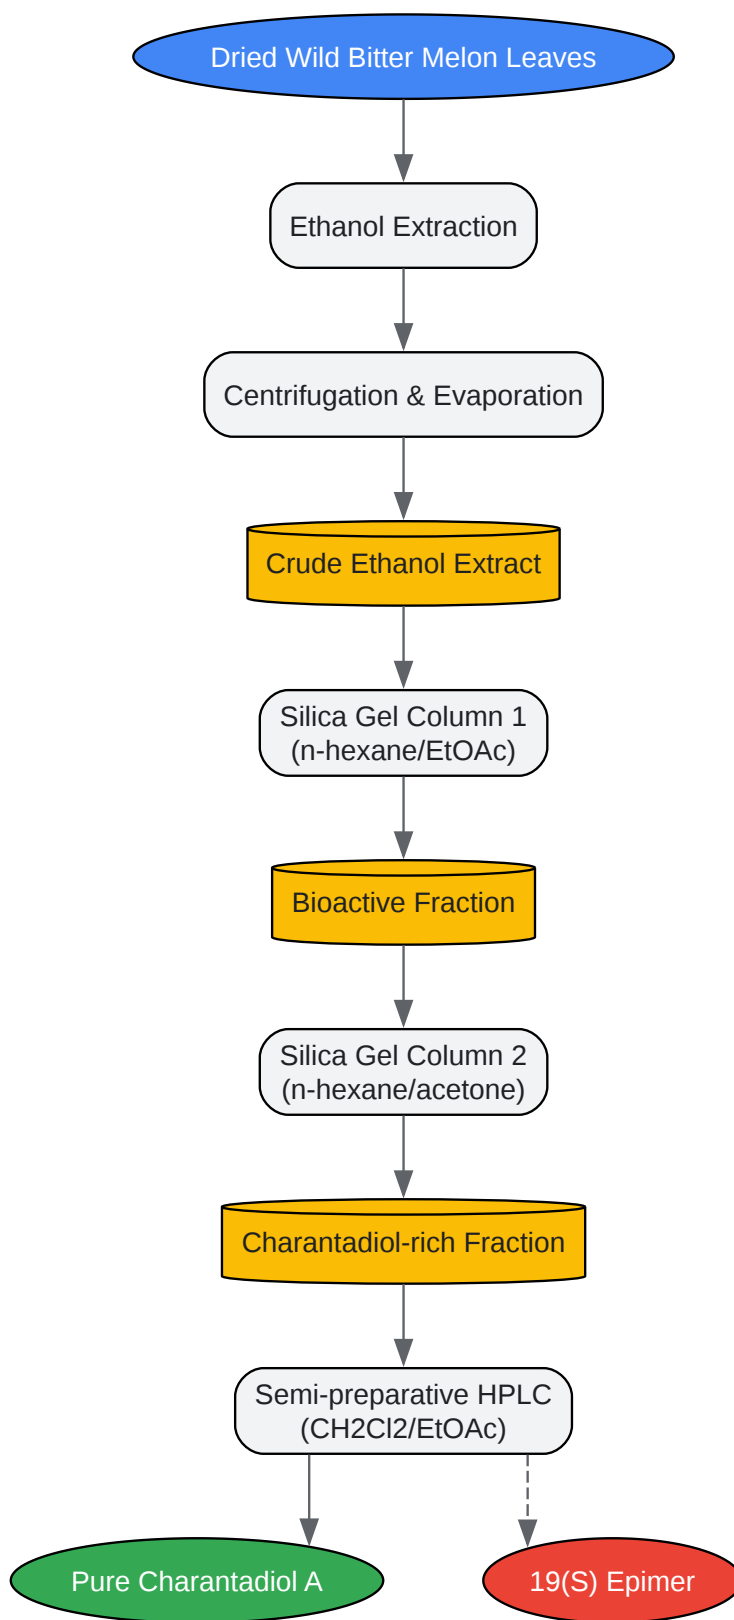 Dried Wild Bitter Melon Leaves
Ethanol Extraction
Centrifugation & Evaporation
Crude Ethanol Extract
Silica Gel Column 1
(n-hexane/EtOAc)
Bioactive Fraction
Silica Gel Column 2
(n-hexane/acetone)
Charantadiol-rich Fraction
Semi-preparative HPLC
(CH2Cl2/EtOAc)
Pure Charantadiol A
19(S) Epimer